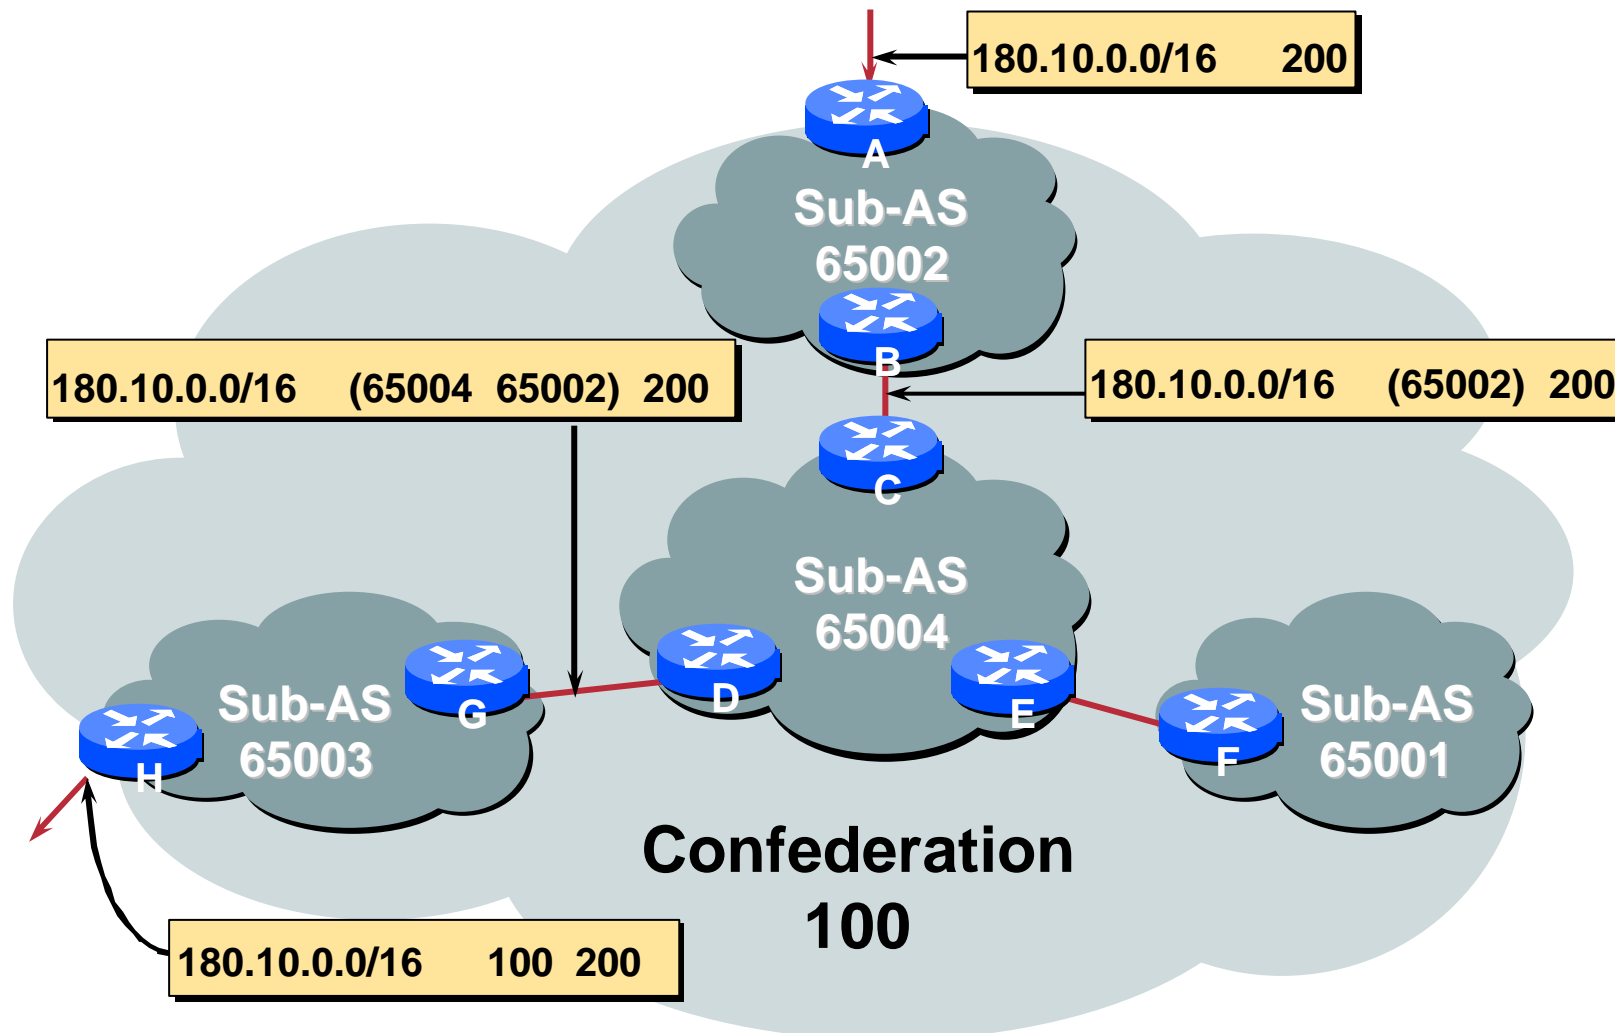 180.10.0.0/16 200
A
Sub-AS
65002
B
180.10.0.0/16 (65004 65002) 200
180.10.0.0/16 (65002) 200
C
Sub-AS
65004
D
E
G
Sub-AS
65003
H
F
Sub-AS
65001
Confederation
100
180.10.0.0/16 100 200